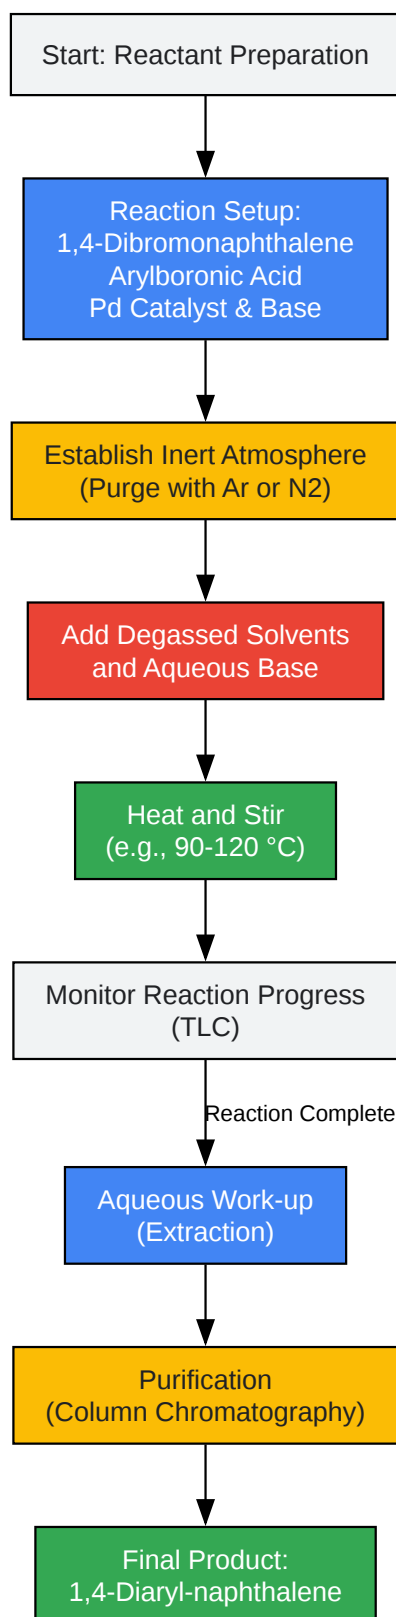 Start: Reactant Preparation
Reaction Setup:
1,4-Dibromonaphthalene
Arylboronic Acid
Pd Catalyst & Base
Establish Inert Atmosphere
(Purge with Ar or N2)
Add Degassed Solvents
and Aqueous Base
Heat and Stir
(e.g., 90-120 °C)
Monitor Reaction Progress
(TLC)
Reaction Complete
Aqueous Work-up
(Extraction)
Purification
(Column Chromatography)
Final Product:
1,4-Diaryl-naphthalene